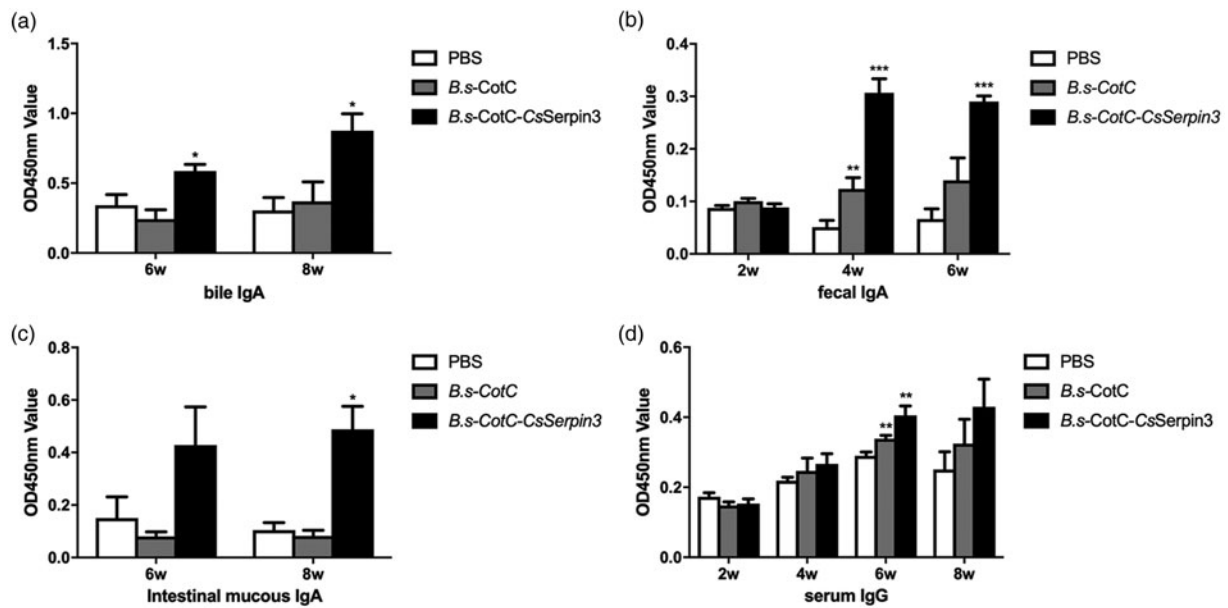 (a)
1.5
1.0
0.5
0.0
OD450nm Value
*
*
6w 8w
bile IgA
PBS
B.s-CotC
B.s-CotC-CsSerpin3
(b)
0.4
0.3
0.2
0.1
0.0
OD450nm Value
**
***
***
2w 4w 6w
fecal IgA
PBS
B.s-CotC
B.s-CotC-CsSerpin3
(c)
0.8
0.6
0.4
0.2
0.0
OD450nm Value
*
6w 8w
Intestinal mucous IgA
PBS
B.s-CotC
B.s-CotC-CsSerpin3
(d)
0.6
0.4
0.2
0.0
OD450nm Value
**
**
2w 4w 6w 8w
serum IgG
PBS
B.s-CotC
B.s-CotC-CsSerpin3